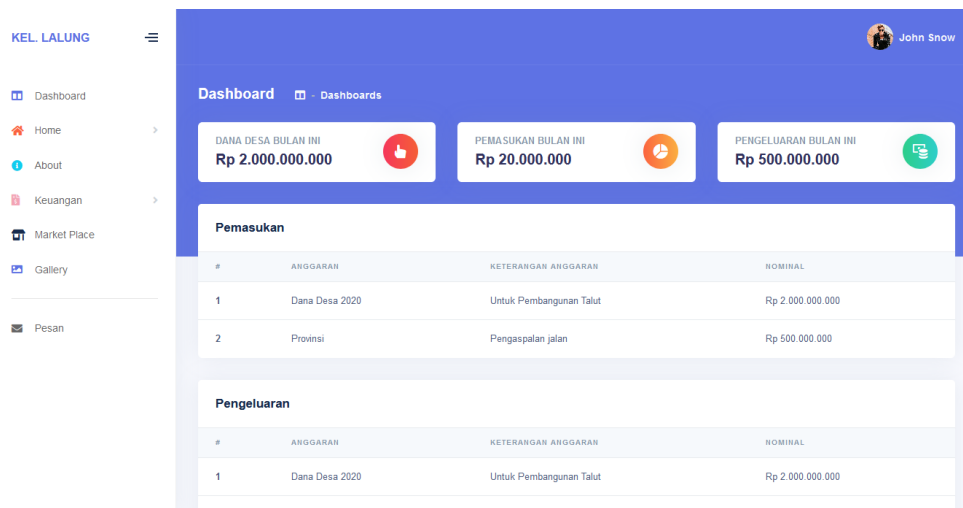 KEL. LALUNG
John Snow
Dashboard
Home
About
Keuangan
Market Place
Gallery
Pesan
Dashboard - Dashboards
DANA DESA BULAN INI
Rp 2.000.000.000
PEMASUKAN BULAN INI
Rp 20.000.000
PENGELUARAN BULAN INI
Rp 500.000.000
Pemasukan
# ANGGARAN KETERANGAN ANGGARAN NOMINAL
1 Dana Desa 2020 Untuk Pembangunan Talut Rp 2.000.000.000
2 Provinsi Pengaspalan jalan Rp 500.000.000
Pengeluaran
# ANGGARAN KETERANGAN ANGGARAN NOMINAL
1 Dana Desa 2020 Untuk Pembangunan Talut Rp 2.000.000.000